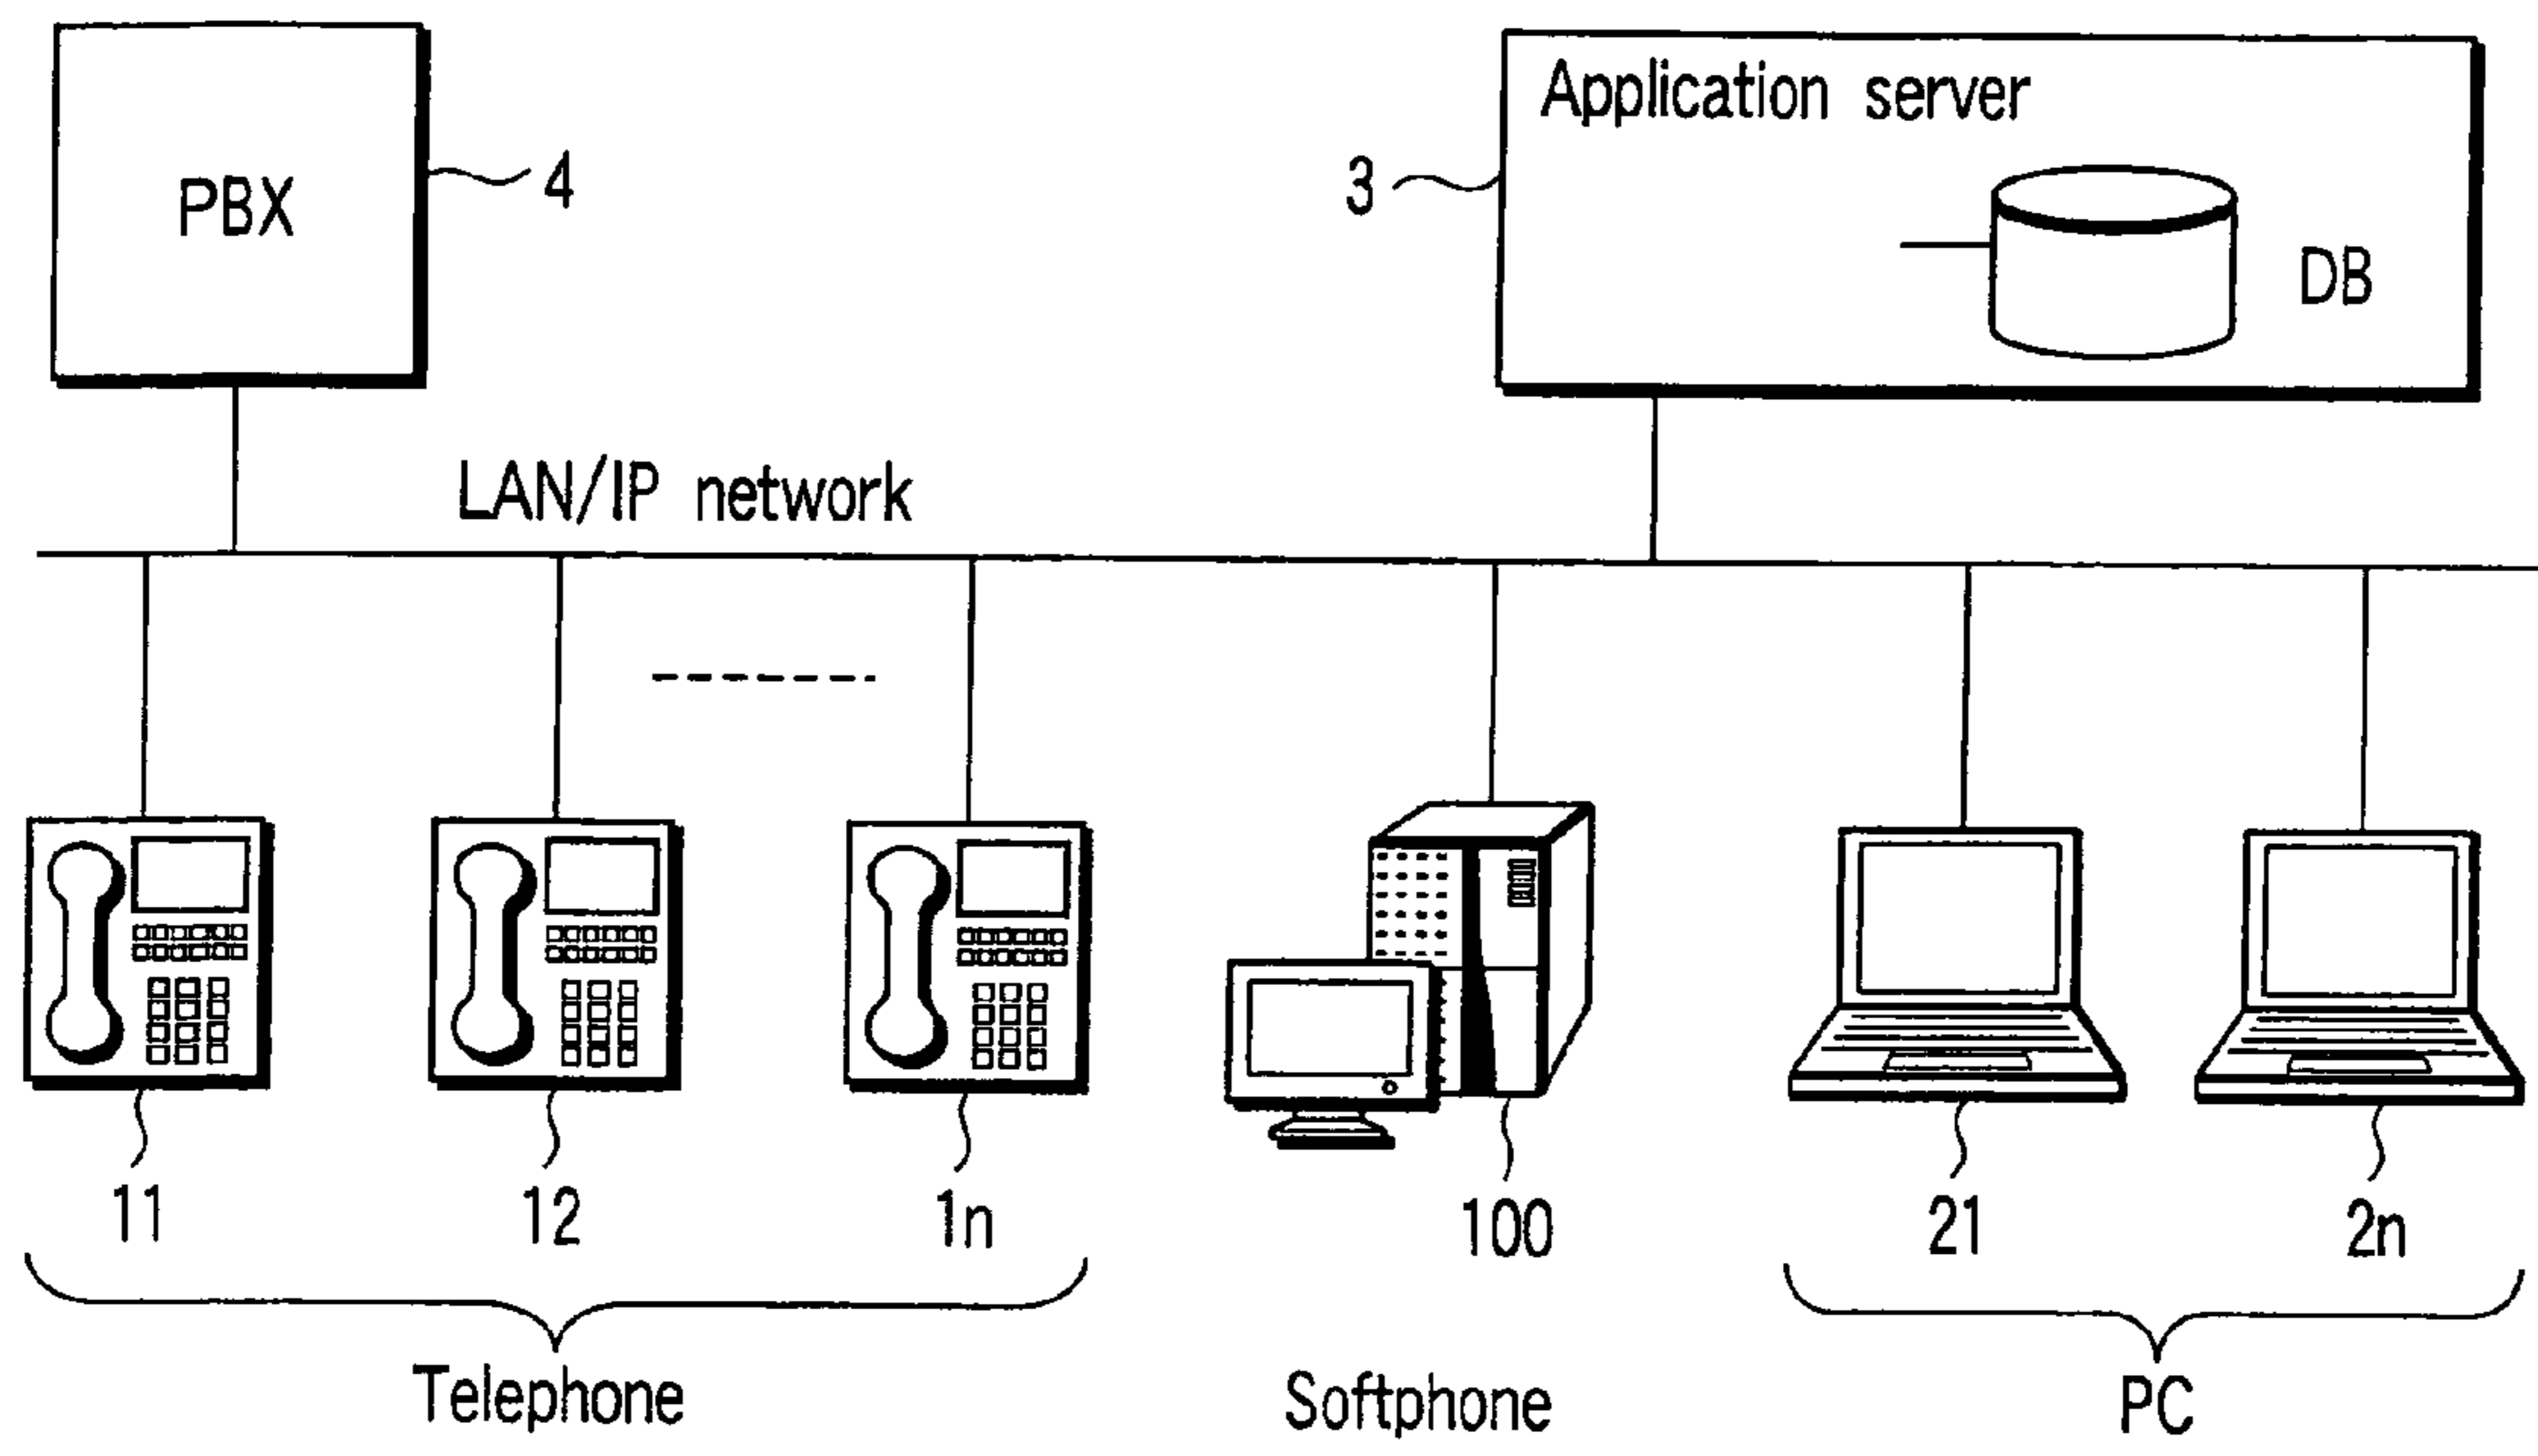 Application server
PBX
4
3
DB
LAN/IP network
11
12
1n
100
21
2n
Telephone
Softphone
PC